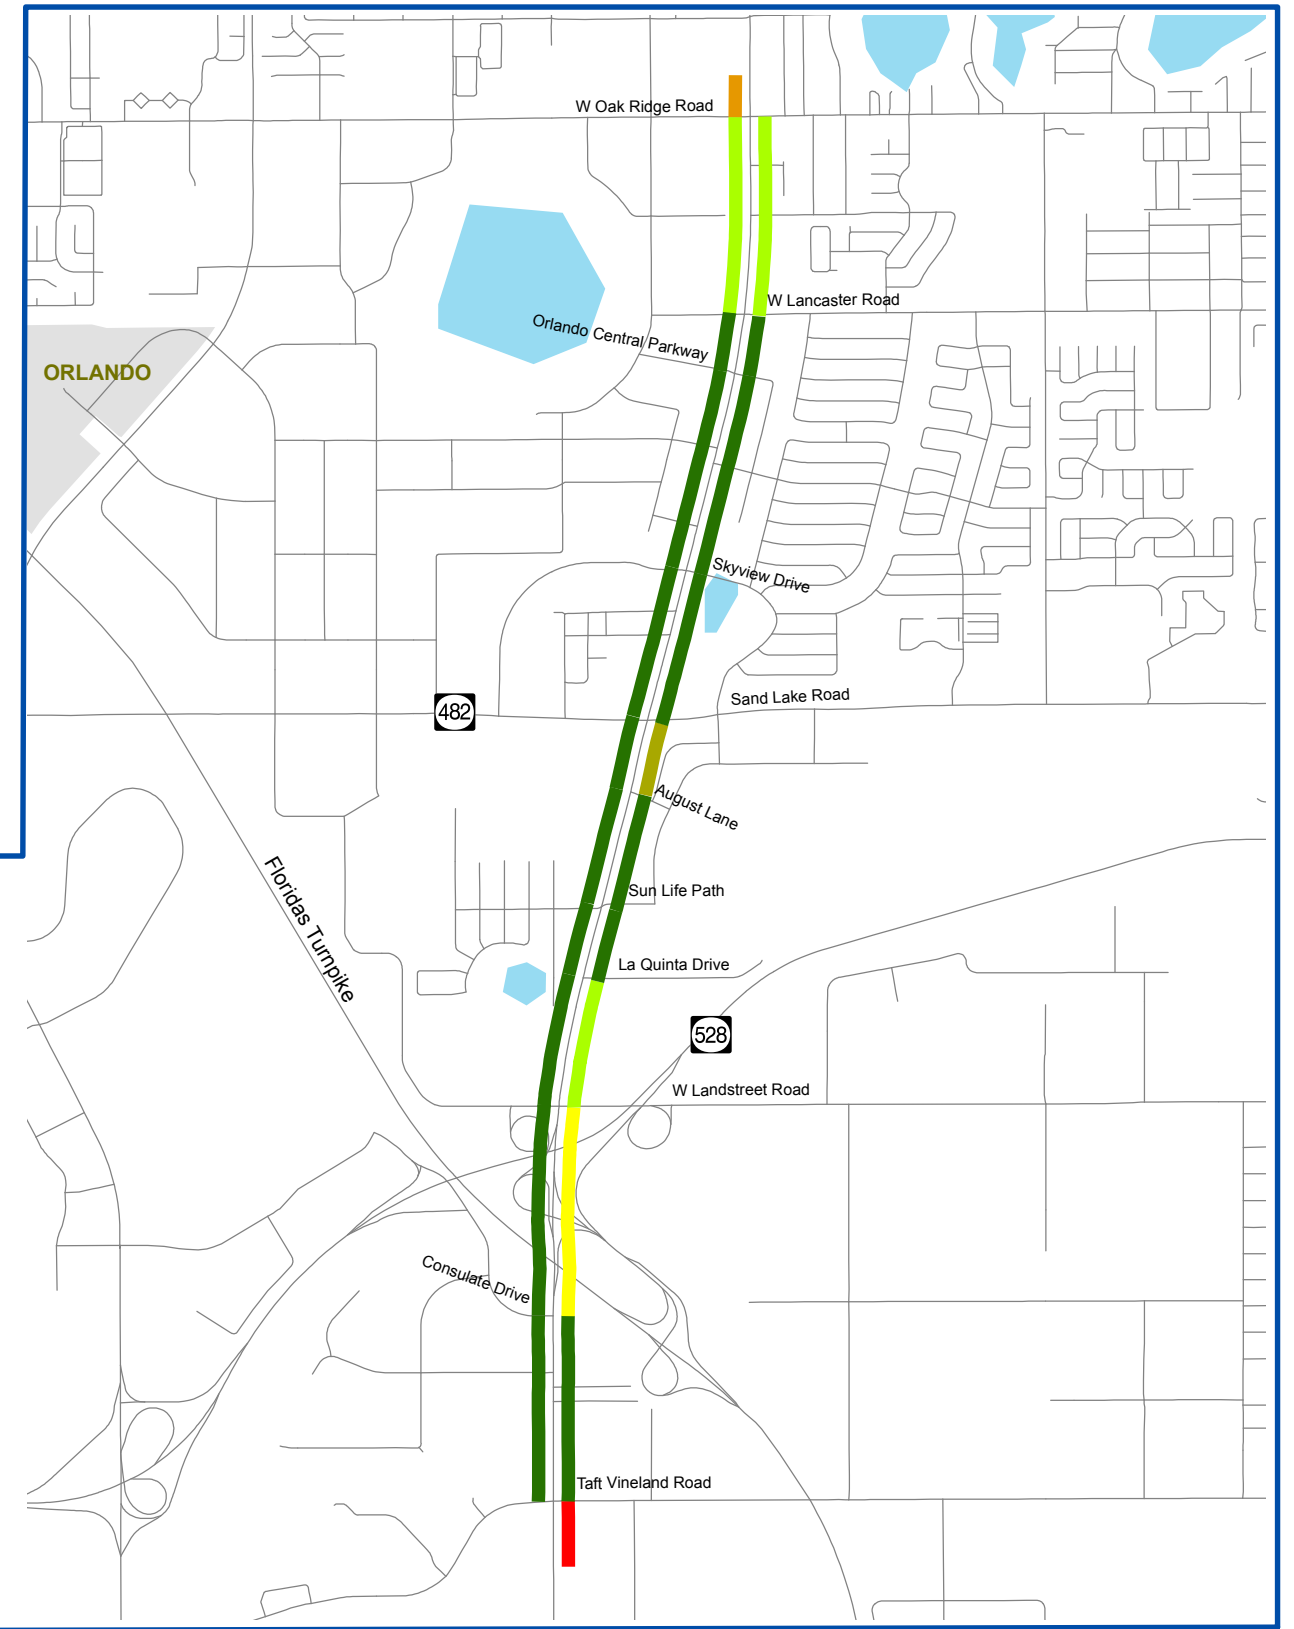 W Oak Ridge Road
W Lancaster Road
Orlando Central Parkway
ORLANDO
Skyview Drive
Sand Lake Road
482
August Lane
Sun Life Path
Floridas Turnpike
La Quinta Drive
528
W Landstreet Road
Consulate Drive
Taft Vineland Road